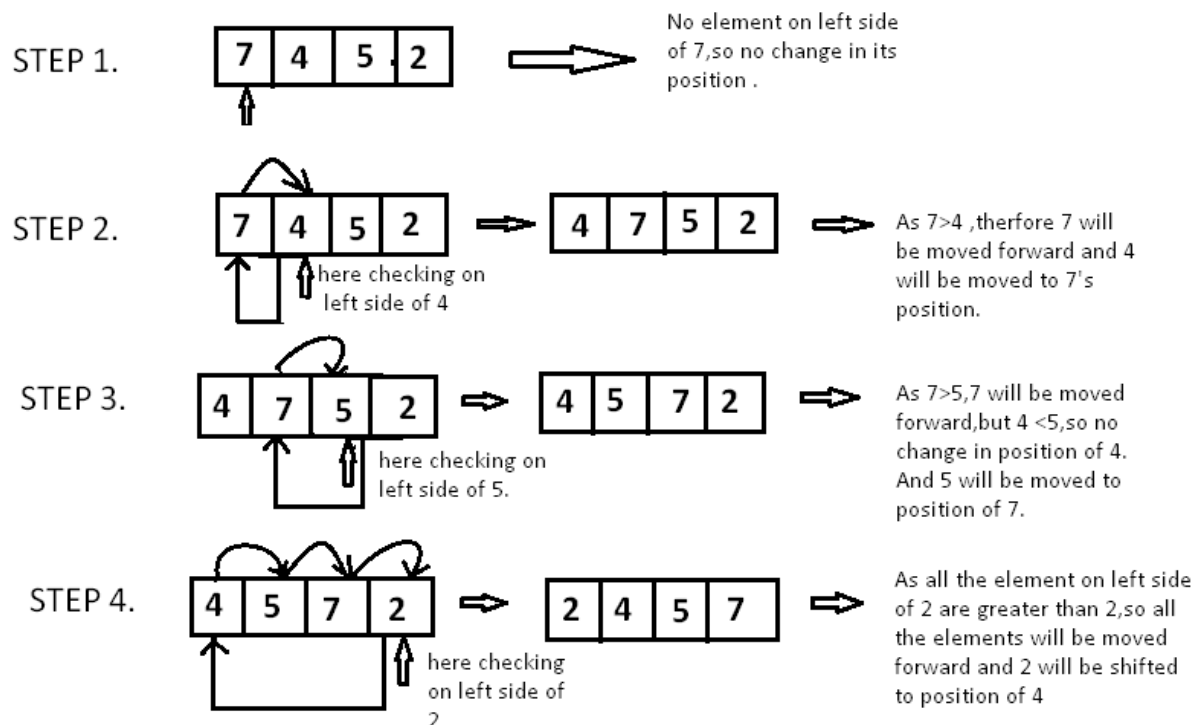 STEP 1.
7 4 5 2
No element on left side
of 7,so no change in its
position .
STEP 2.
7 4 5 2
here checking on
left side of 4
4 7 5 2
As 7>4 ,therfore 7 will
be moved forward and 4
will be moved to 7's
position.
STEP 3.
4 7 5 2
here checking on
left side of 5.
4 5 7 2
As 7>5,7 will be moved
forward,but 4 <5,so no
change in position of 4.
And 5 will be moved to
position of 7.
STEP 4.
4 5 7 2
here checking
on left side of
2
2 4 5 7
As all the element on left side
of 2 are greater than 2,so all
the elements will be moved
forward and 2 will be shifted
to position of 4